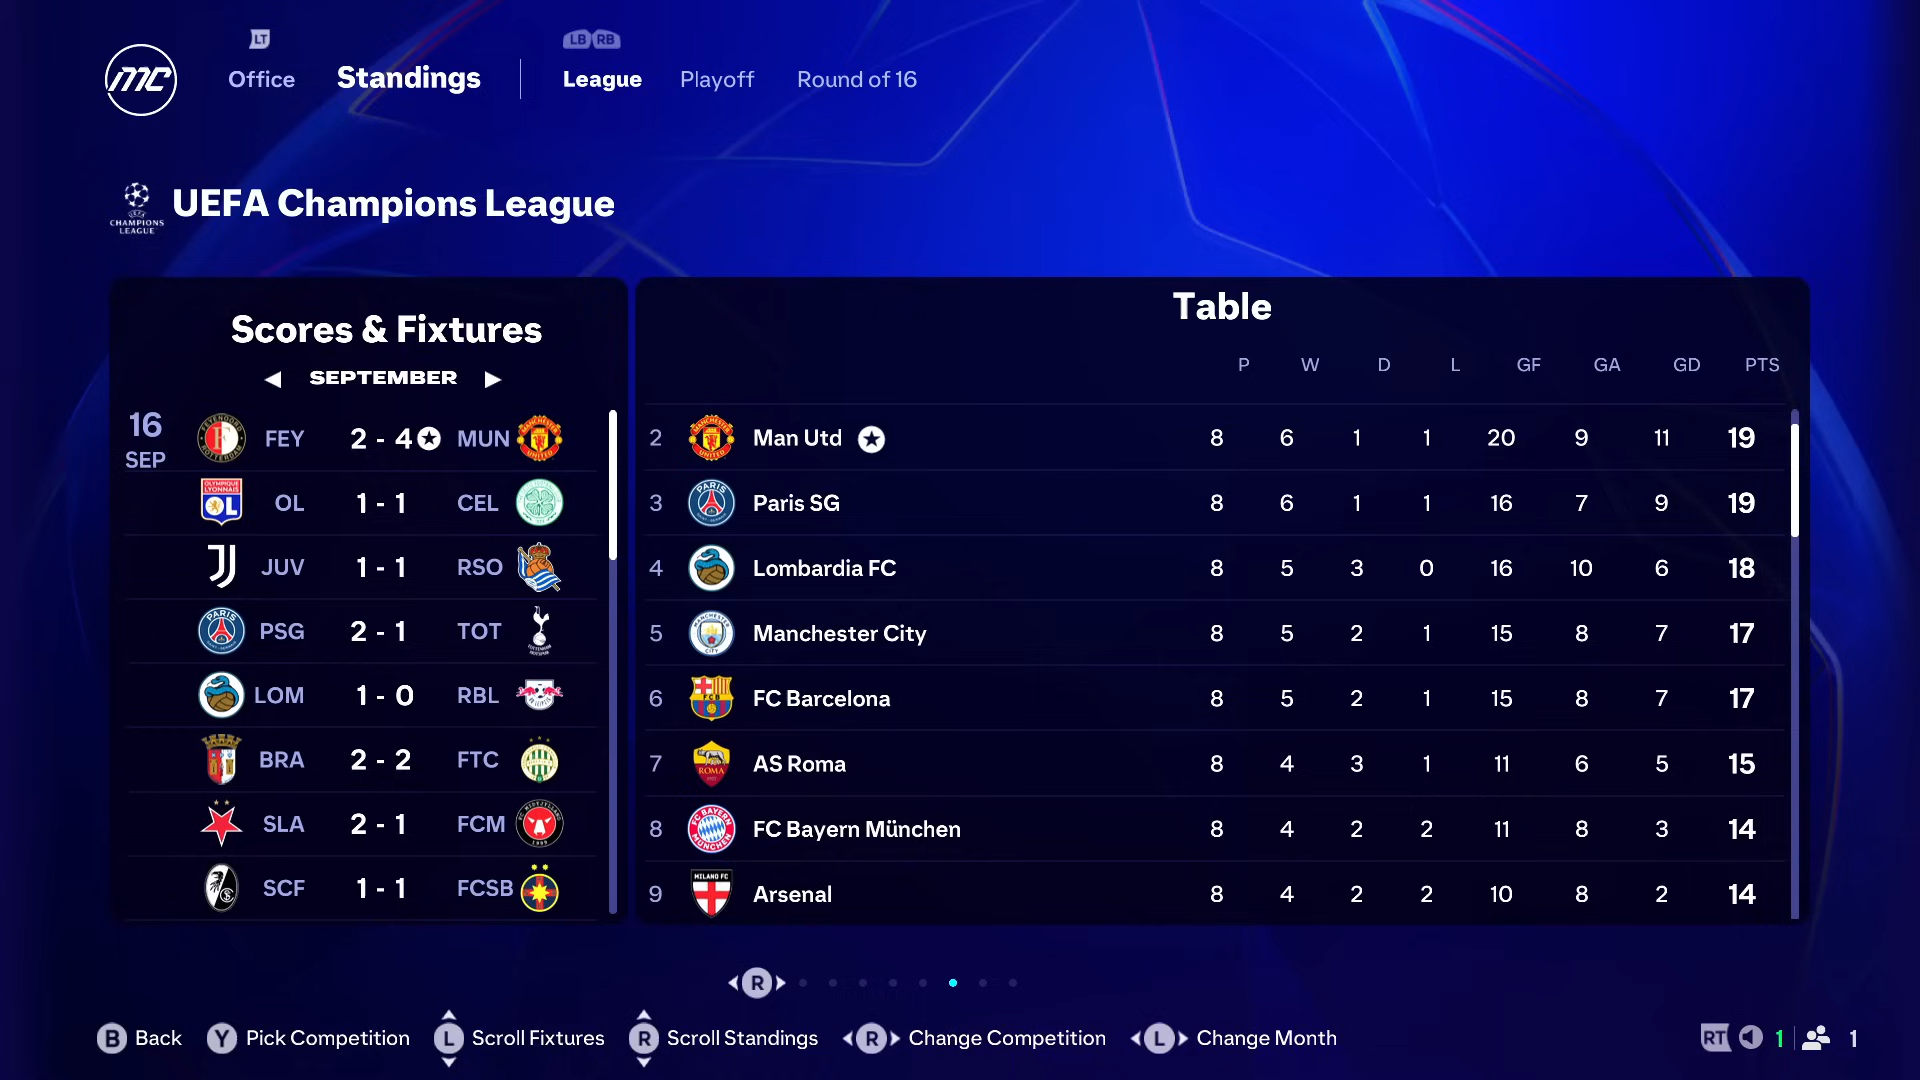 LT
LB RB
MC Office Standings League Playoff Round of 16
CHAMPIONS
LEAGUE
UEFA Champions League
Scores & Fixtures
SEPTEMBER
16
SEP
FEY 2 - 4 MUN
OL 1 - 1 CEL
JUV 1 - 1 RSO
PSG 2 - 1 TOT
LOM 1 - 0 RBL
BRA 2 - 2 FTC
SLA 2 - 1 FCM
SCF 1 - 1 FCSB
Table
P W D L GF GA GD PTS
2 Man Utd 8 6 1 1 20 9 11 19
3 Paris SG 8 6 1 1 16 7 9 19
4 Lombardia FC 8 5 3 0 16 10 6 18
5 Manchester City 8 5 2 1 15 8 7 17
6 FC Barcelona 8 5 2 1 15 8 7 17
7 AS Roma 8 4 3 1 11 6 5 15
8 FC Bayern München 8 4 2 2 11 8 3 14
9 MILANO FC Arsenal 8 4 2 2 10 8 2 14
R
B Back Y Pick Competition L Scroll Fixtures R Scroll Standings R Change Competition L Change Month RT 1 1